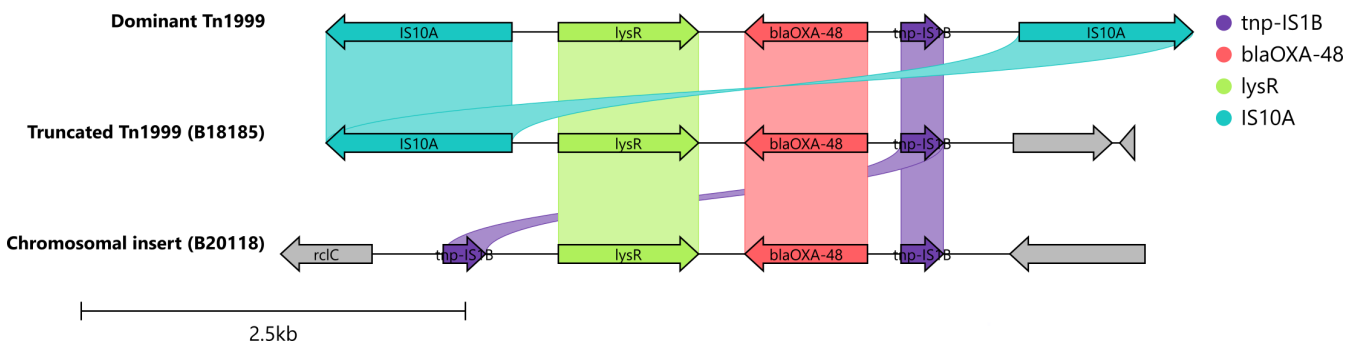 Dominant Tn1999
IS10A lysR blaOXA-48 tnp-IS1B IS10A
Truncated Tn1999 (B18185)
IS10A lysR blaOXA-48 tnp-IS1B
Chromosomal insert (B20118)
rclC tnp-IS1B lysR blaOXA-48 tnp-IS1B
2.5kb
tnp-IS1B
blaOXA-48
lysR
IS10A